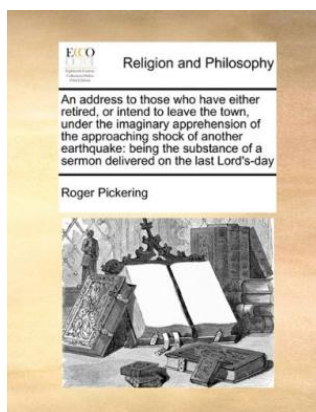 ECCO
Religion and Philosophy
An address to those who have either
retired, or intend to leave the town,
under the imaginary apprehension of
the approaching shock of another
earthquake: being the substance of a
sermon delivered on the last Lord's-day
Roger Pickering